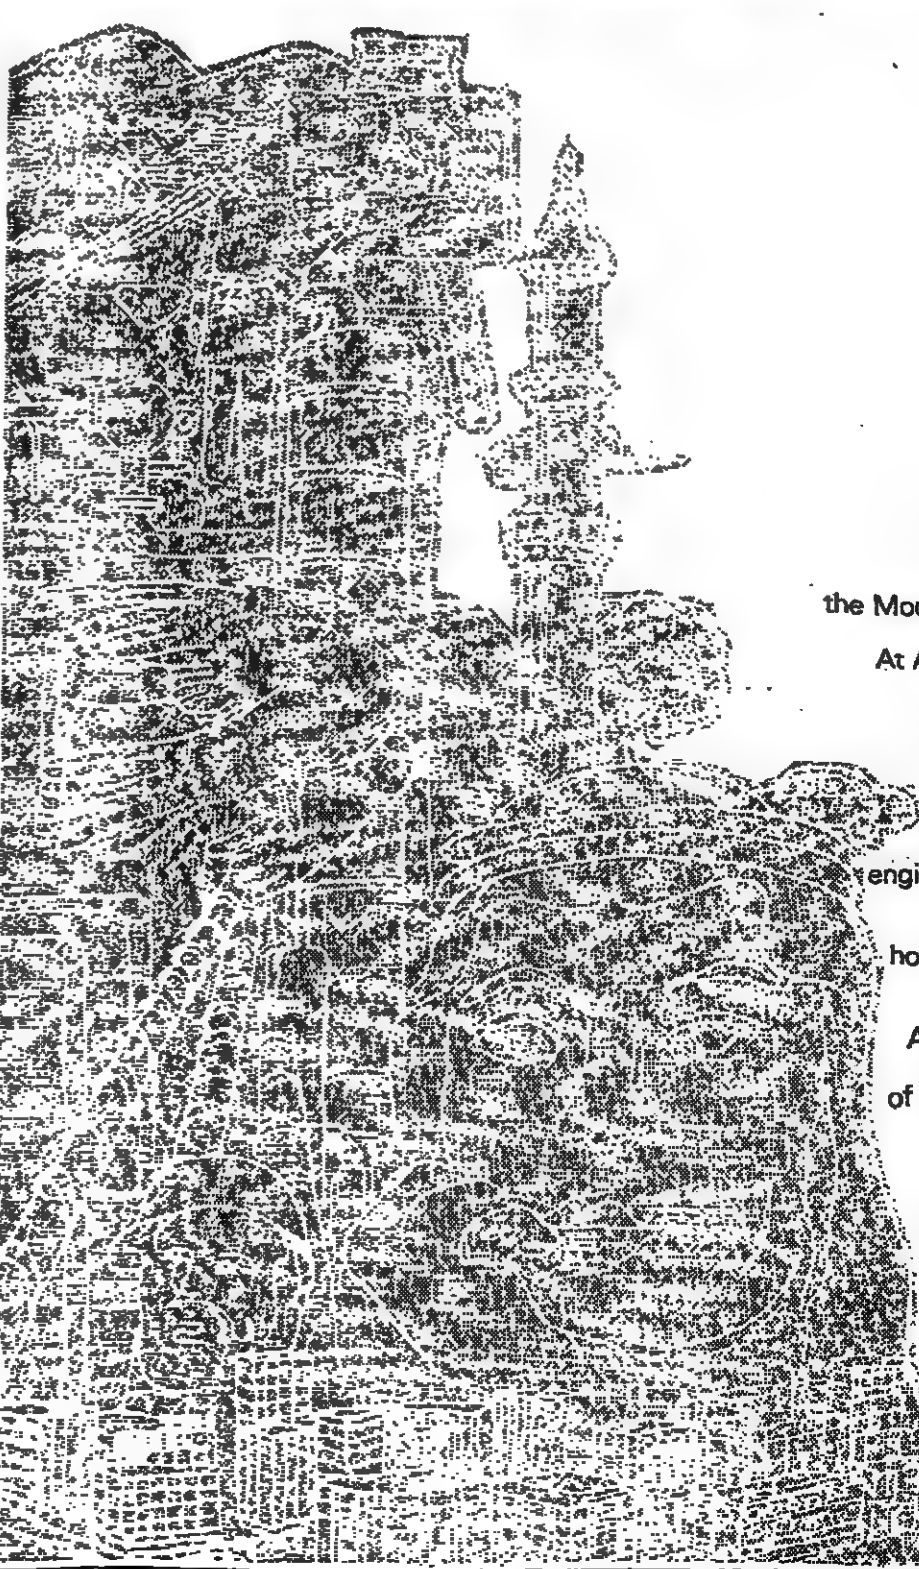 the Mou
At A
engi
ho
A
of